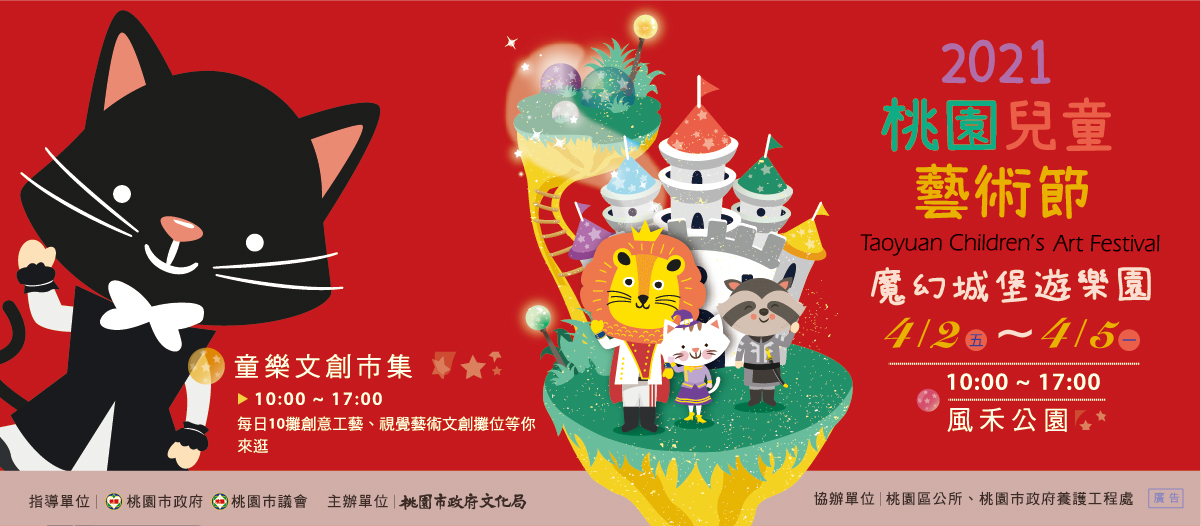 2021
桃園兒童
藝術節
Taoyuan Children's Art Festival
魔幻城堡遊樂園
4/2 五 ~ 4/5 一
10:00 ~ 17:00
風禾公園
童樂文創市集
10:00 ~ 17:00
每日10攤創意工藝、視覺藝術文創攤位等你
來逛
指導單位 | 桃園市政府 桃園市議會 主辦單位 | 桃園市政府文化局
協辦單位 | 桃園區公所、桃園市政府養護工程處 廣告